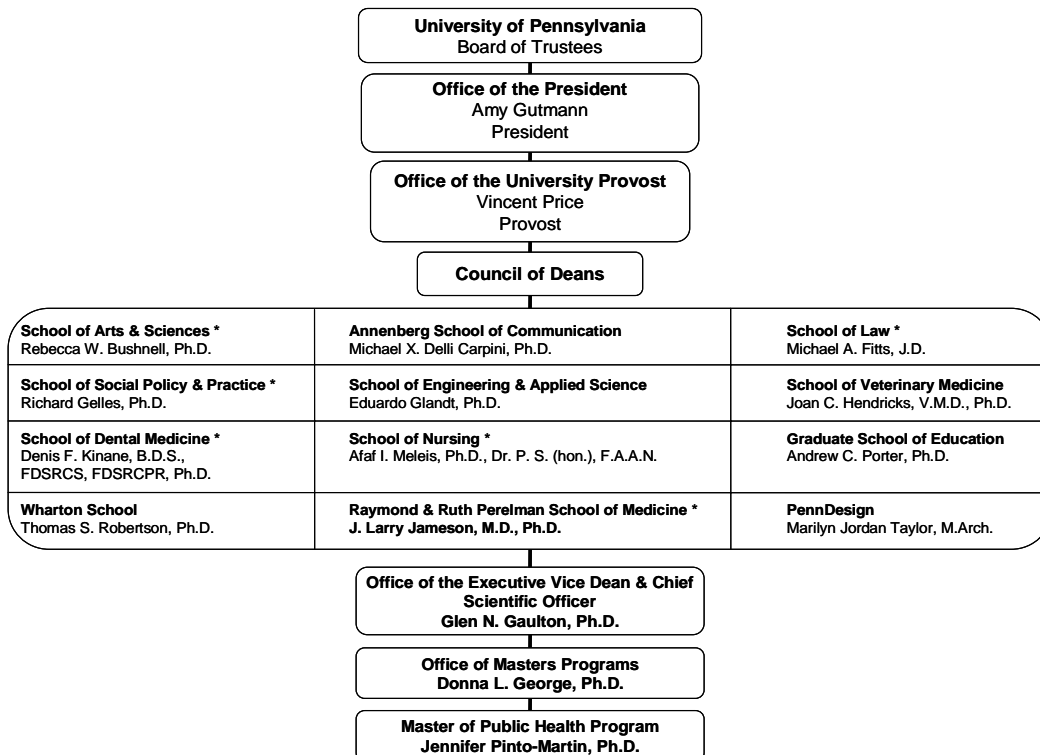 University of Pennsylvania
Board of Trustees
Office of the President
Amy Gutmann
President
Office of the University Provost
Vincent Price
Provost
Council of Deans
School of Arts & Sciences *
Rebecca W. Bushnell, Ph.D.
Annenberg School of Communication
Michael X. Delli Carpini, Ph.D.
School of Law *
Michael A. Fitts, J.D.
School of Social Policy & Practice *
Richard Gelles, Ph.D.
School of Engineering & Applied Science
Eduardo Glandt, Ph.D.
School of Veterinary Medicine
Joan C. Hendricks, V.M.D., Ph.D.
School of Dental Medicine *
Denis F. Kinane, B.D.S.,
FDSRCS, FDSRCPR, Ph.D.
School of Nursing *
Afaf I. Meleis, Ph.D., Dr. P. S. (hon.), F.A.A.N.
Graduate School of Education
Andrew C. Porter, Ph.D.
Wharton School
Thomas S. Robertson, Ph.D.
Raymond & Ruth Perelman School of Medicine *
J. Larry Jameson, M.D., Ph.D.
PennDesign
Marilyn Jordan Taylor, M.Arch.
Office of the Executive Vice Dean & Chief
Scientific Officer
Glen N. Gaulton, Ph.D.
Office of Masters Programs
Donna L. George, Ph.D.
Master of Public Health Program
Jennifer Pinto-Martin, Ph.D.